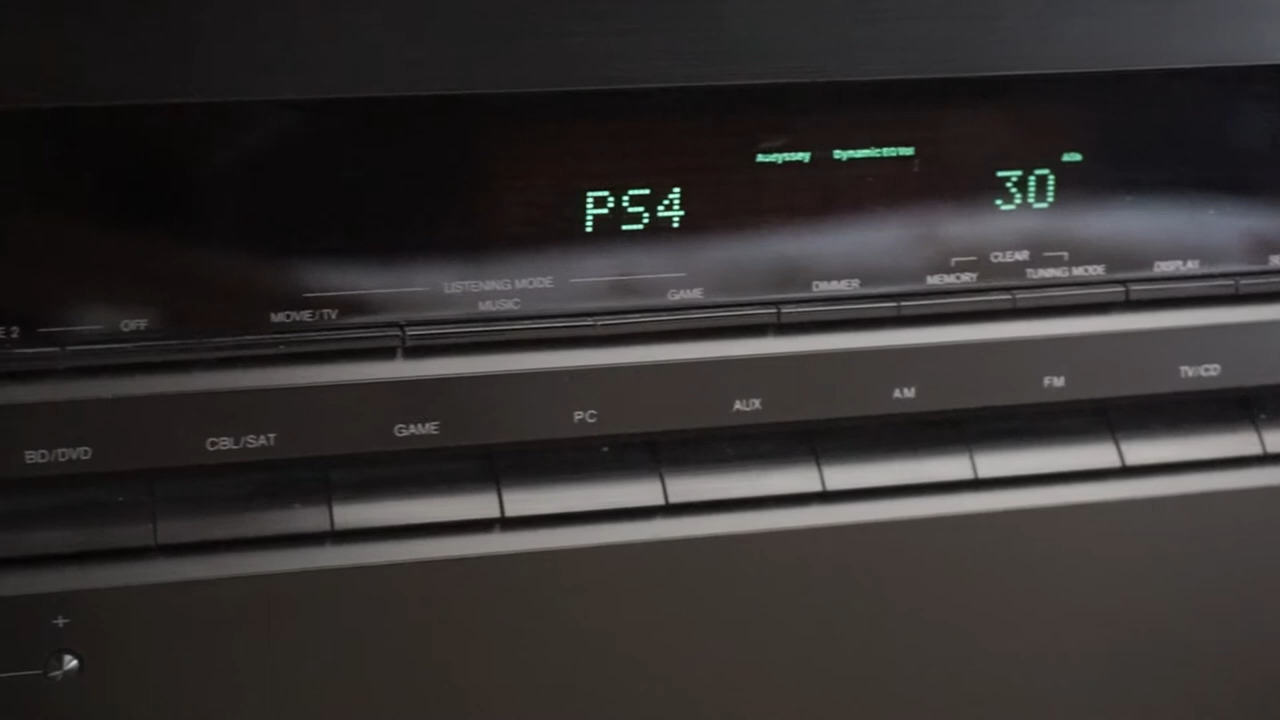 Audyssey Dynamic EQ Vol
PS4 30
CLEAR
LISTENING MODE MEMORY TUNING MODE DISPLAY
OFF MOVIE/TV MUSIC GAME DIMMER
BD/DVD CBL/SAT GAME PC AUX AM FM TV/CD
+